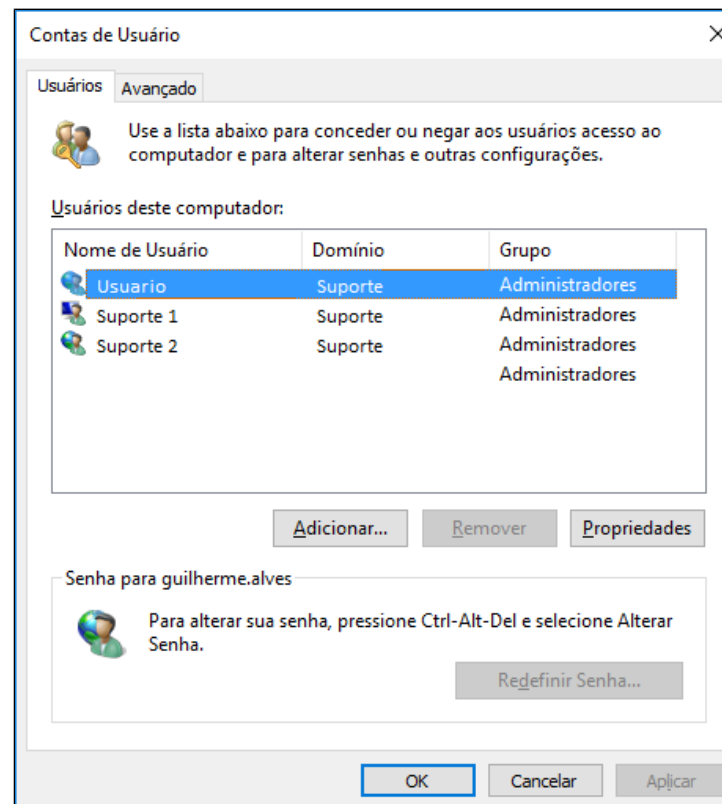 Contas de Usuário
Usuários Avançado
Use a lista abaixo para conceder ou negar aos usuários acesso ao
computador e para alterar senhas e outras configurações.
Usuários deste computador:
Nome de Usuário Domínio Grupo
Usuario Suporte Administradores
Suporte 1 Suporte Administradores
Suporte 2 Suporte Administradores
Administradores
Adicionar... Remover Propriedades
Senha para guilherme.alves
Para alterar sua senha, pressione Ctrl-Alt-Del e selecione Alterar
Senha.
Redefinir Senha...
OK Cancelar Aplicar